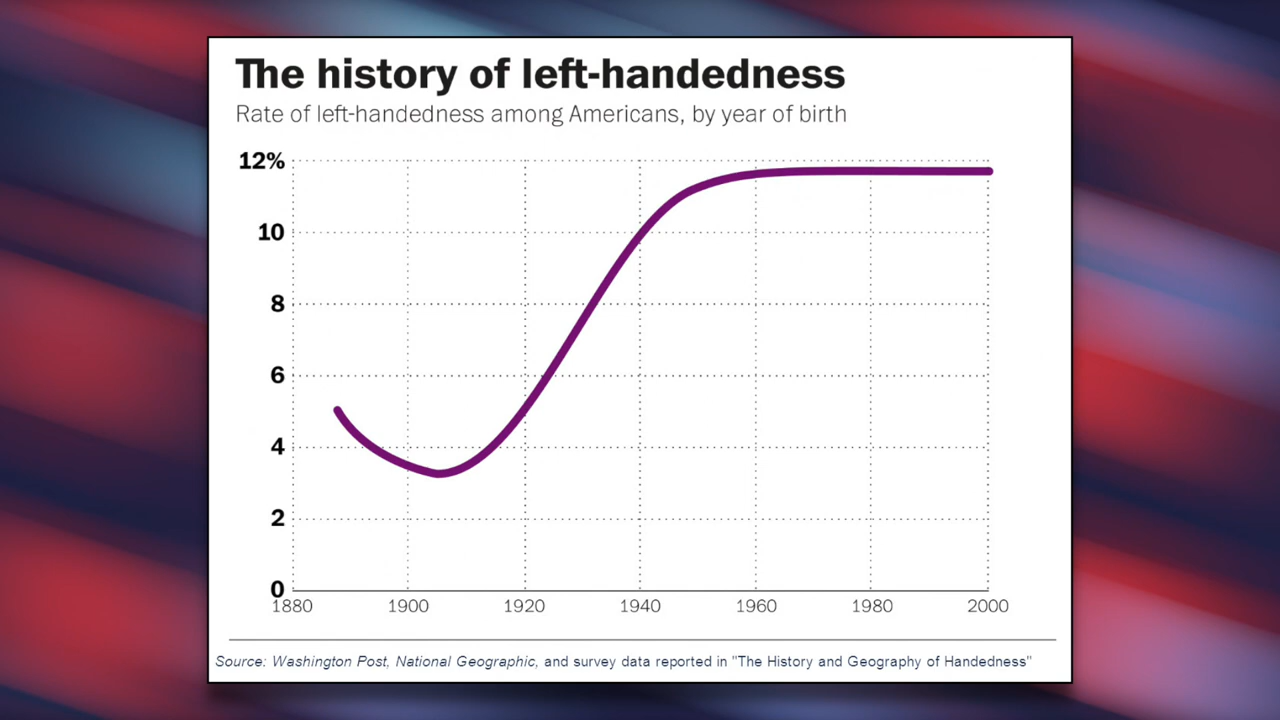 The history of left-handedness
Rate of left-handedness among Americans, by year of birth
12%
10
8
6
4
2
0
1880 1900 1920 1940 1960 1980 2000
Source: Washington Post, National Geographic, and survey data reported in "The History and Geography of Handedness"